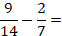 9/14 − 2/7 =